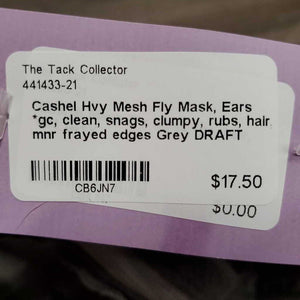 The Tack Collector
441433-21
Cashel Hvy Mesh Fly Mask, Ears
*gc, clean, snags, clumpy, rubs, hair
mnr frayed edges Grey DRAFT
CB6JN7
$17.50
$0.00